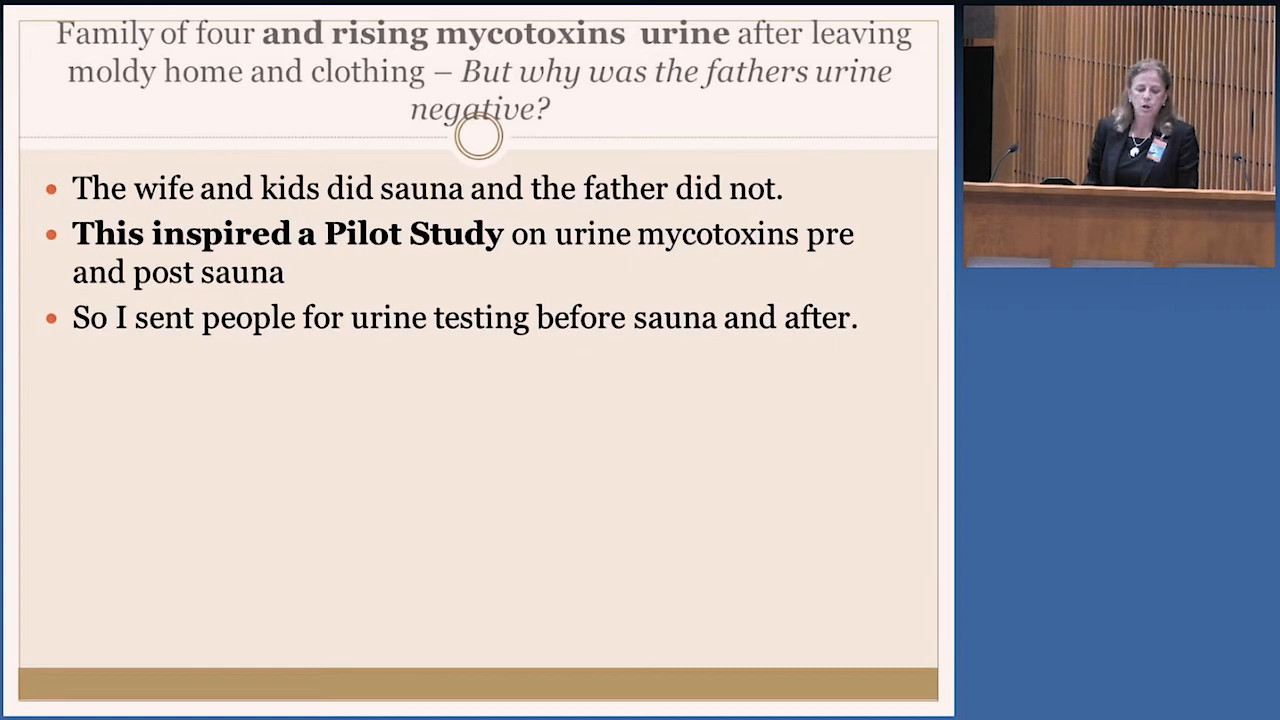 Family of four and rising mycotoxins urine after leaving
moldy home and clothing – But why was the fathers urine
negative?
• The wife and kids did sauna and the father did not.
• This inspired a Pilot Study on urine mycotoxins pre
and post sauna
• So I sent people for urine testing before sauna and after.